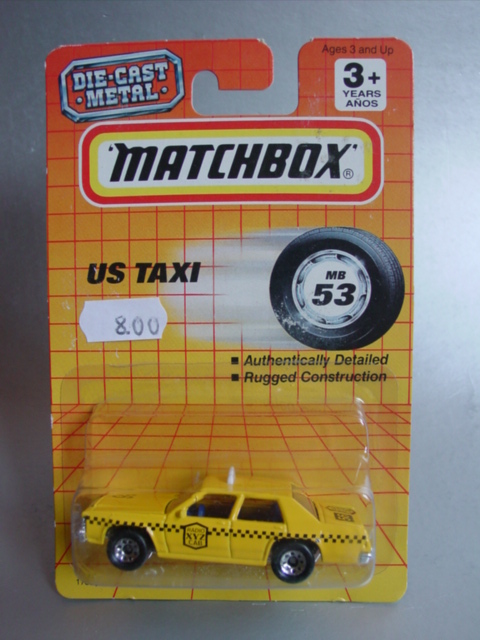 Ages 3 and Up
DIE-CAST
METAL
3+
YEARS
AÑOS
MATCHBOX®
US TAXI
MB
53
8.00
■ Authentically Detailed
■ Rugged Construction
XYZ